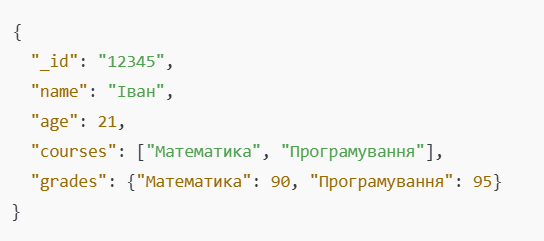 {
"_id": "12345",
"name": "Іван",
"age": 21,
"courses": ["Математика", "Програмування"],
"grades": {"Математика": 90, "Програмування": 95}
}